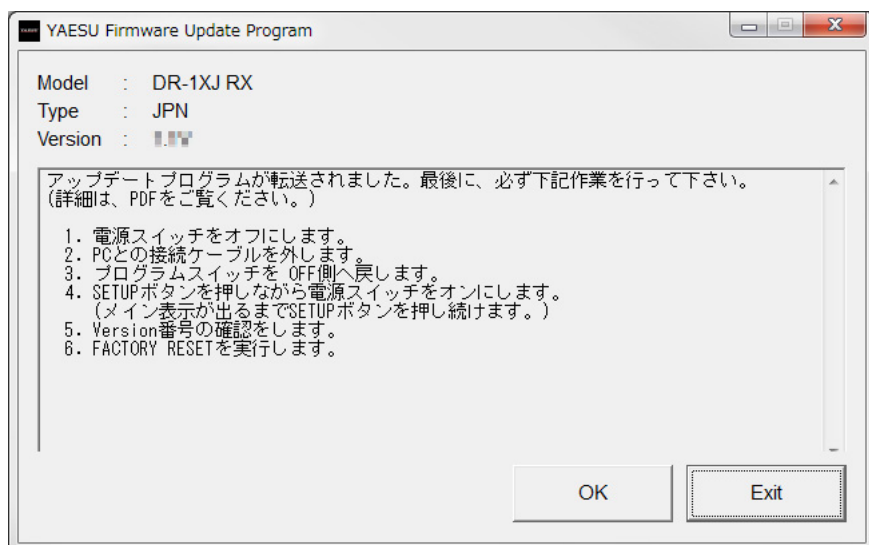 YAESU Firmware Update Program
Model : DR-1XJ RX
Type : JPN
Version :
アップデートプログラムが転送されました。最後に、必ず下記作業を行って下さい。
(詳細は、PDFをご覧ください。)
1. 電源スイッチをオフにします。
2. PCとの接続ケーブルを外します。
3. プログラムスイッチを OFF側へ戻します。
4. SETUPボタンを押しながら電源スイッチをオンにします。
(メイン表示が出るまでSETUPボタンを押し続けます。)
5. Version番号の確認をします。
6. FACTORY RESETを実行します。
OK
Exit